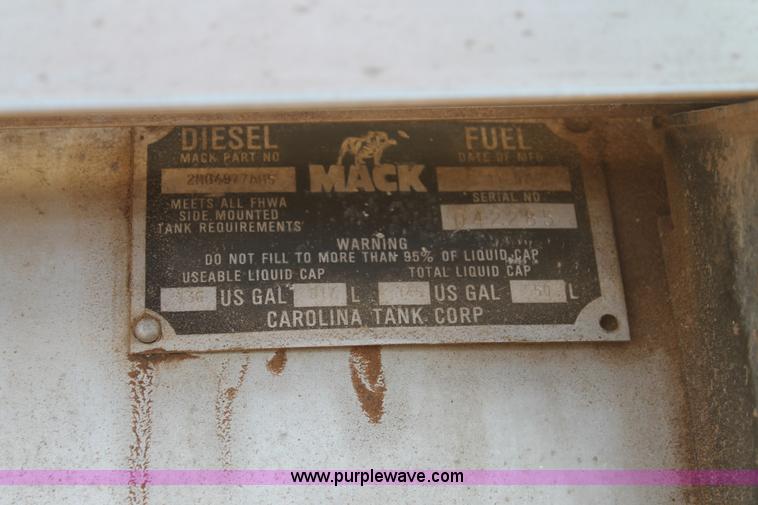 DIESEL FUEL
MACK PART NO DATE OF MFG
MACK
MEETS ALL FHWA
SIDE MOUNTED
TANK REQUIREMENTS
SERIAL NO
042285
WARNING
DO NOT FILL TO MORE THAN 95% OF LIQUID CAP
USEABLE LIQUID CAP TOTAL LIQUID CAP
US GAL L US GAL L
CAROLINA TANK CORP
www.purplewave.com